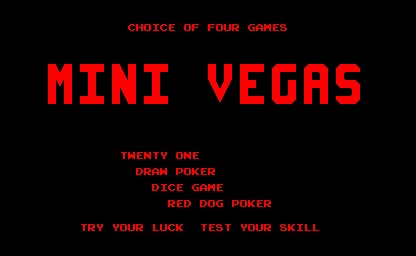 CHOICE OF FOUR GAMES
MINI VEGAS
TWENTY ONE
DRAW POKER
DICE GAME
RED DOG POKER
TRY YOUR LUCK  TEST YOUR SKILL